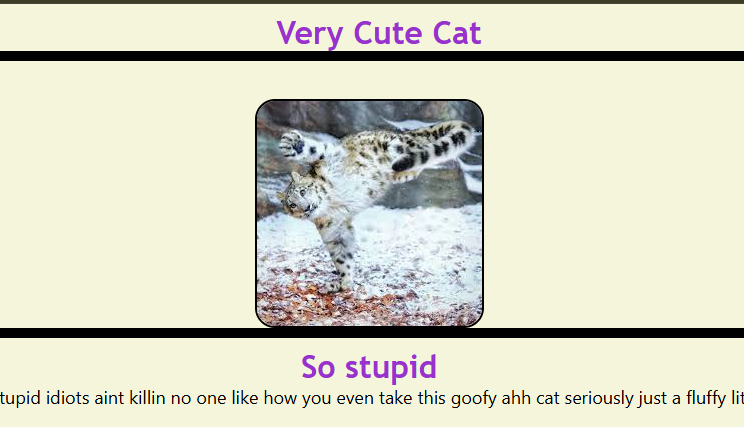 Very Cute Cat
So stupid
tupid idiots aint killin no one like how you even take this goofy ahh cat seriously just a fluffy lit